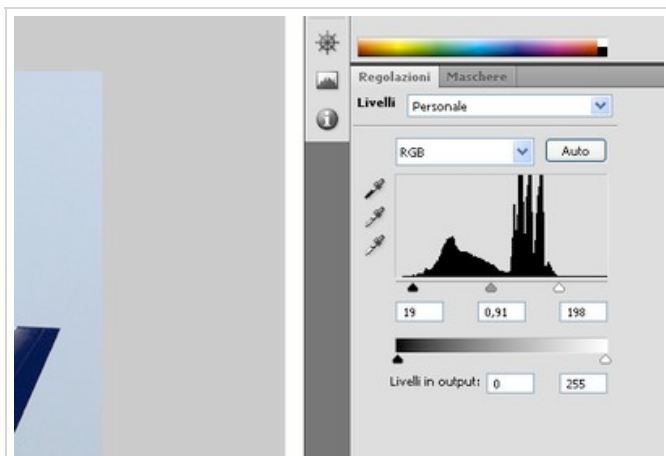 Regolazioni Maschere
Livelli Personale
RGB Auto
19 0,91 198
Livelli in output: 0 255